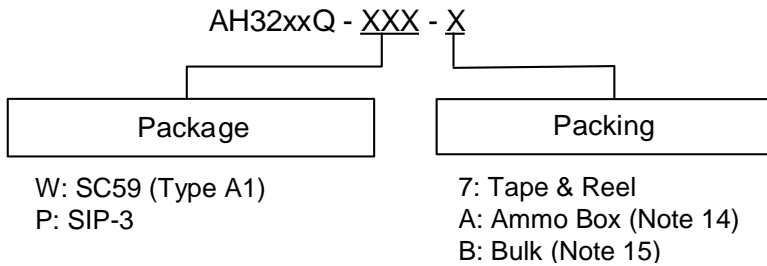 AH32xxQ - XXX - X
Package
Packing
W: SC59 (Type A1)
P: SIP-3
7: Tape & Reel
A: Ammo Box (Note 14)
B: Bulk (Note 15)